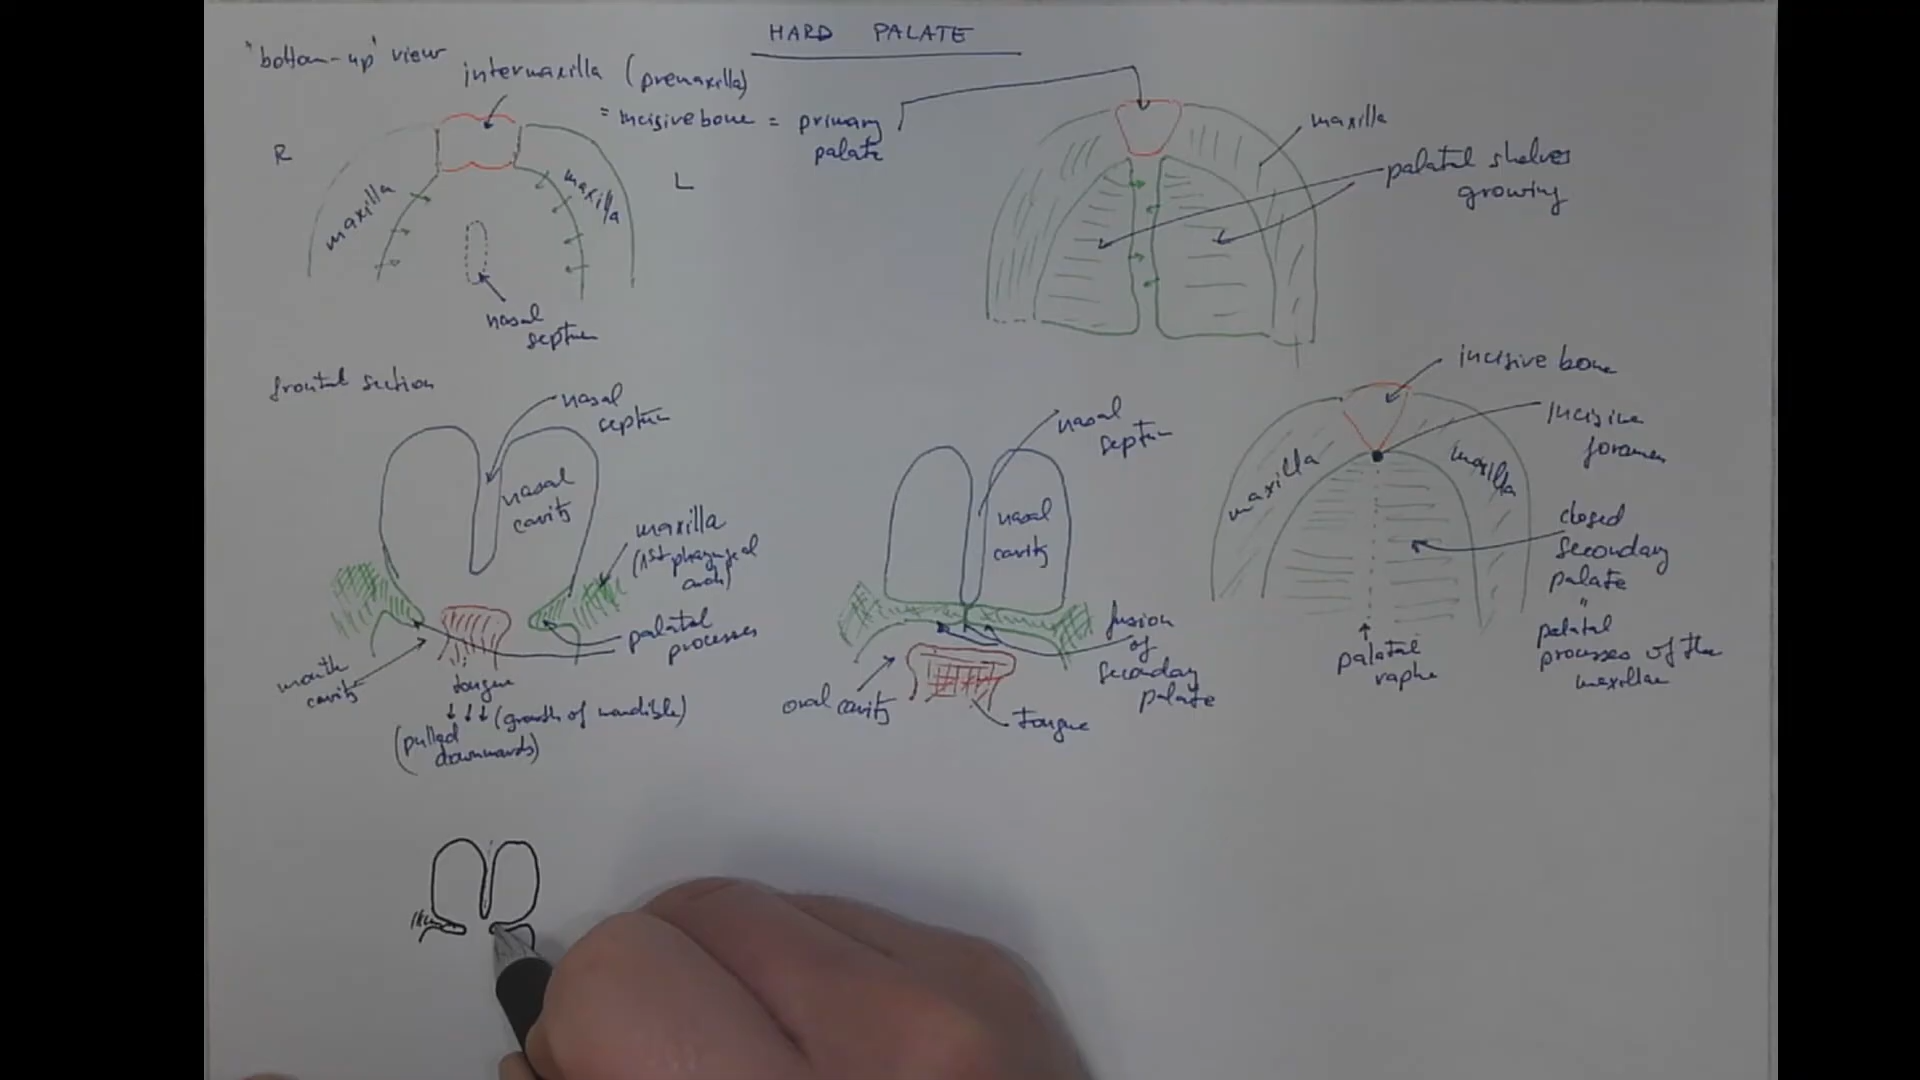 HARD PALATE
"bottom-up" view
intermaxilla (premaxilla)
= incisive bone = primary
palate
R
L
maxilla
maxilla
nasal
septum
maxilla
palatal shelves
growing
frontal section
nasal
septum
nasal
cavity
maxilla
(1st pharyngeal
arch)
palatal
processes
mouth
cavity
tongue
(growth of mandible)
(pulled
downwards)
nasal
septum
nasal
cavity
fusion
of
secondary
palate
oral cavity
tongue
incisive bone
incisive
foramen
maxilla
maxilla
closed
secondary
palate
"
palatal
processes of the
maxillae
palatal
raphe